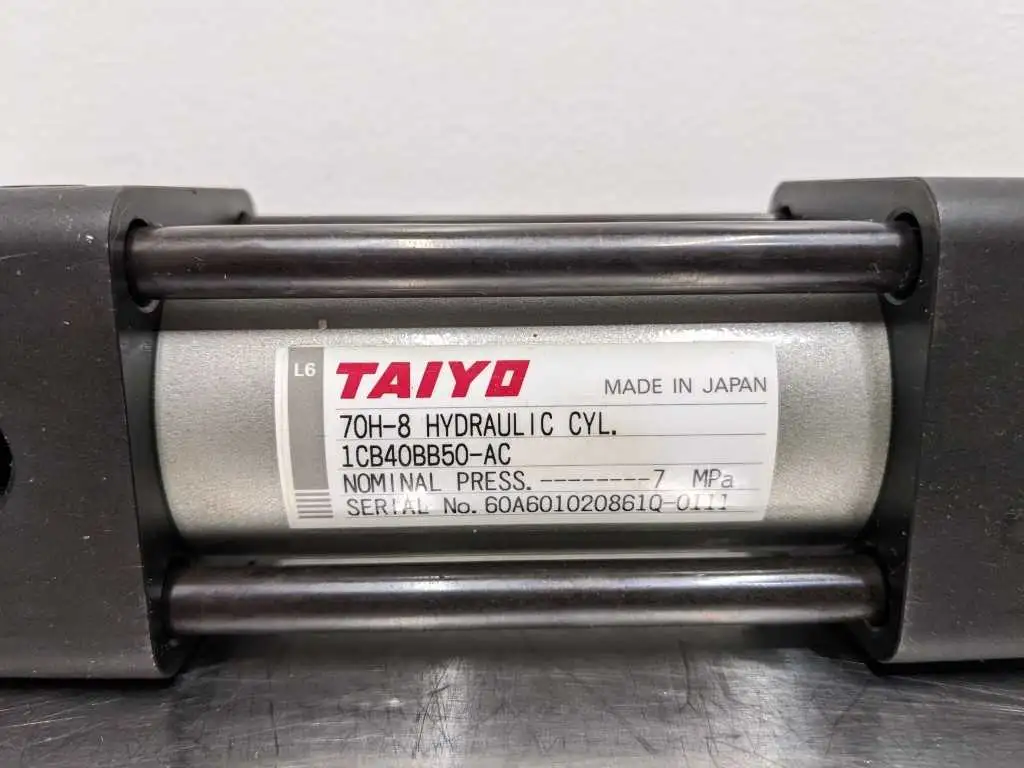 L6
TAIYO
MADE IN JAPAN
70H-8 HYDRAULIC CYL.
1CB40BB50-AC
NOMINAL PRESS. --------7 MPa
SERIAL No. 60A601020861Q-0111